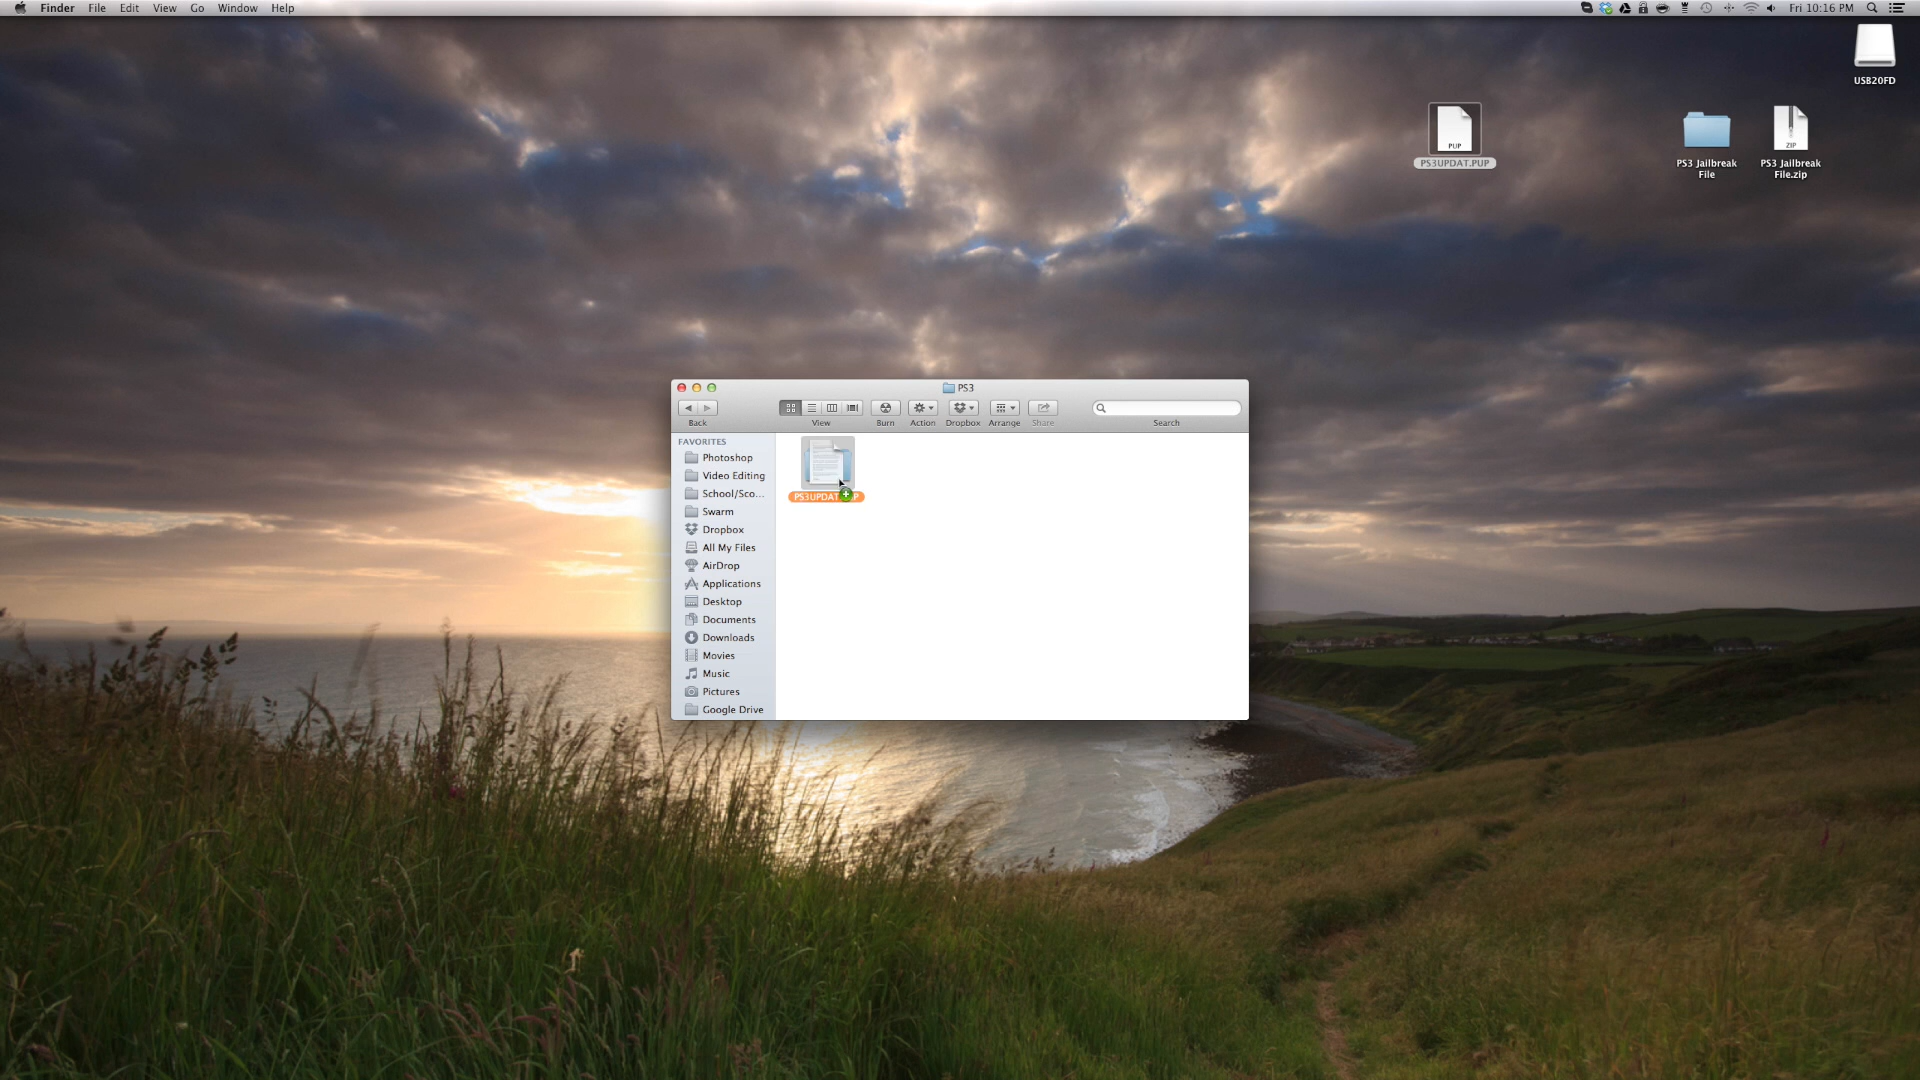 Finder File Edit View Go Window Help
Fri 10:16 PM
USB20FD
PUP
PS3UPDAT.PUP
ZIP
PS3 Jailbreak
File
PS3 Jailbreak
File.zip
PS3
Back View Burn Action Dropbox Arrange Share Search
FAVORITES
Photoshop
Video Editing
School/Sco...
Swarm
Dropbox
All My Files
AirDrop
Applications
Desktop
Documents
Downloads
Movies
Music
Pictures
Google Drive